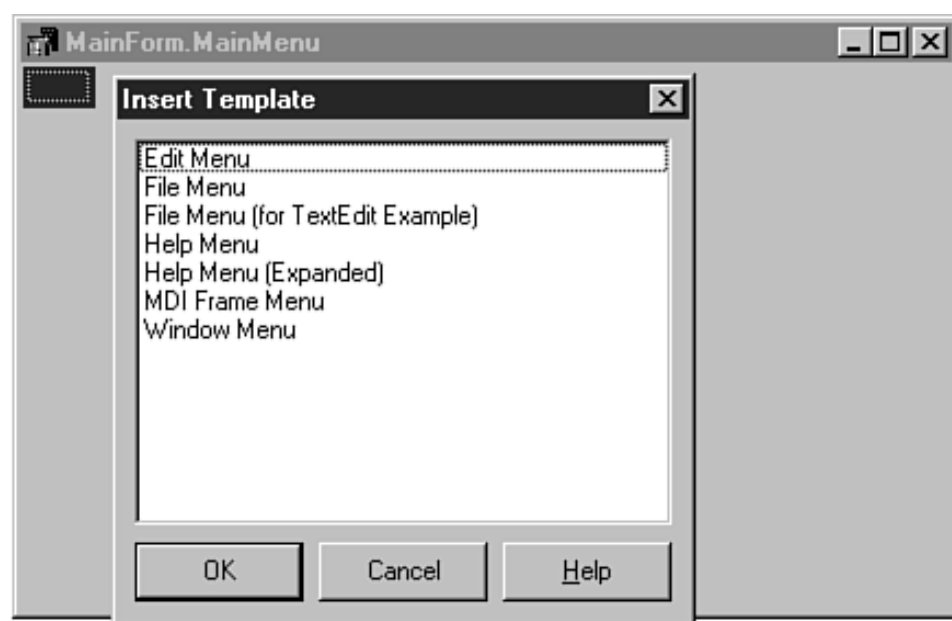 MainForm.MainMenu
Insert Template
Edit Menu
File Menu
File Menu (for TextEdit Example)
Help Menu
Help Menu (Expanded)
MDI Frame Menu
Window Menu
OK Cancel Help